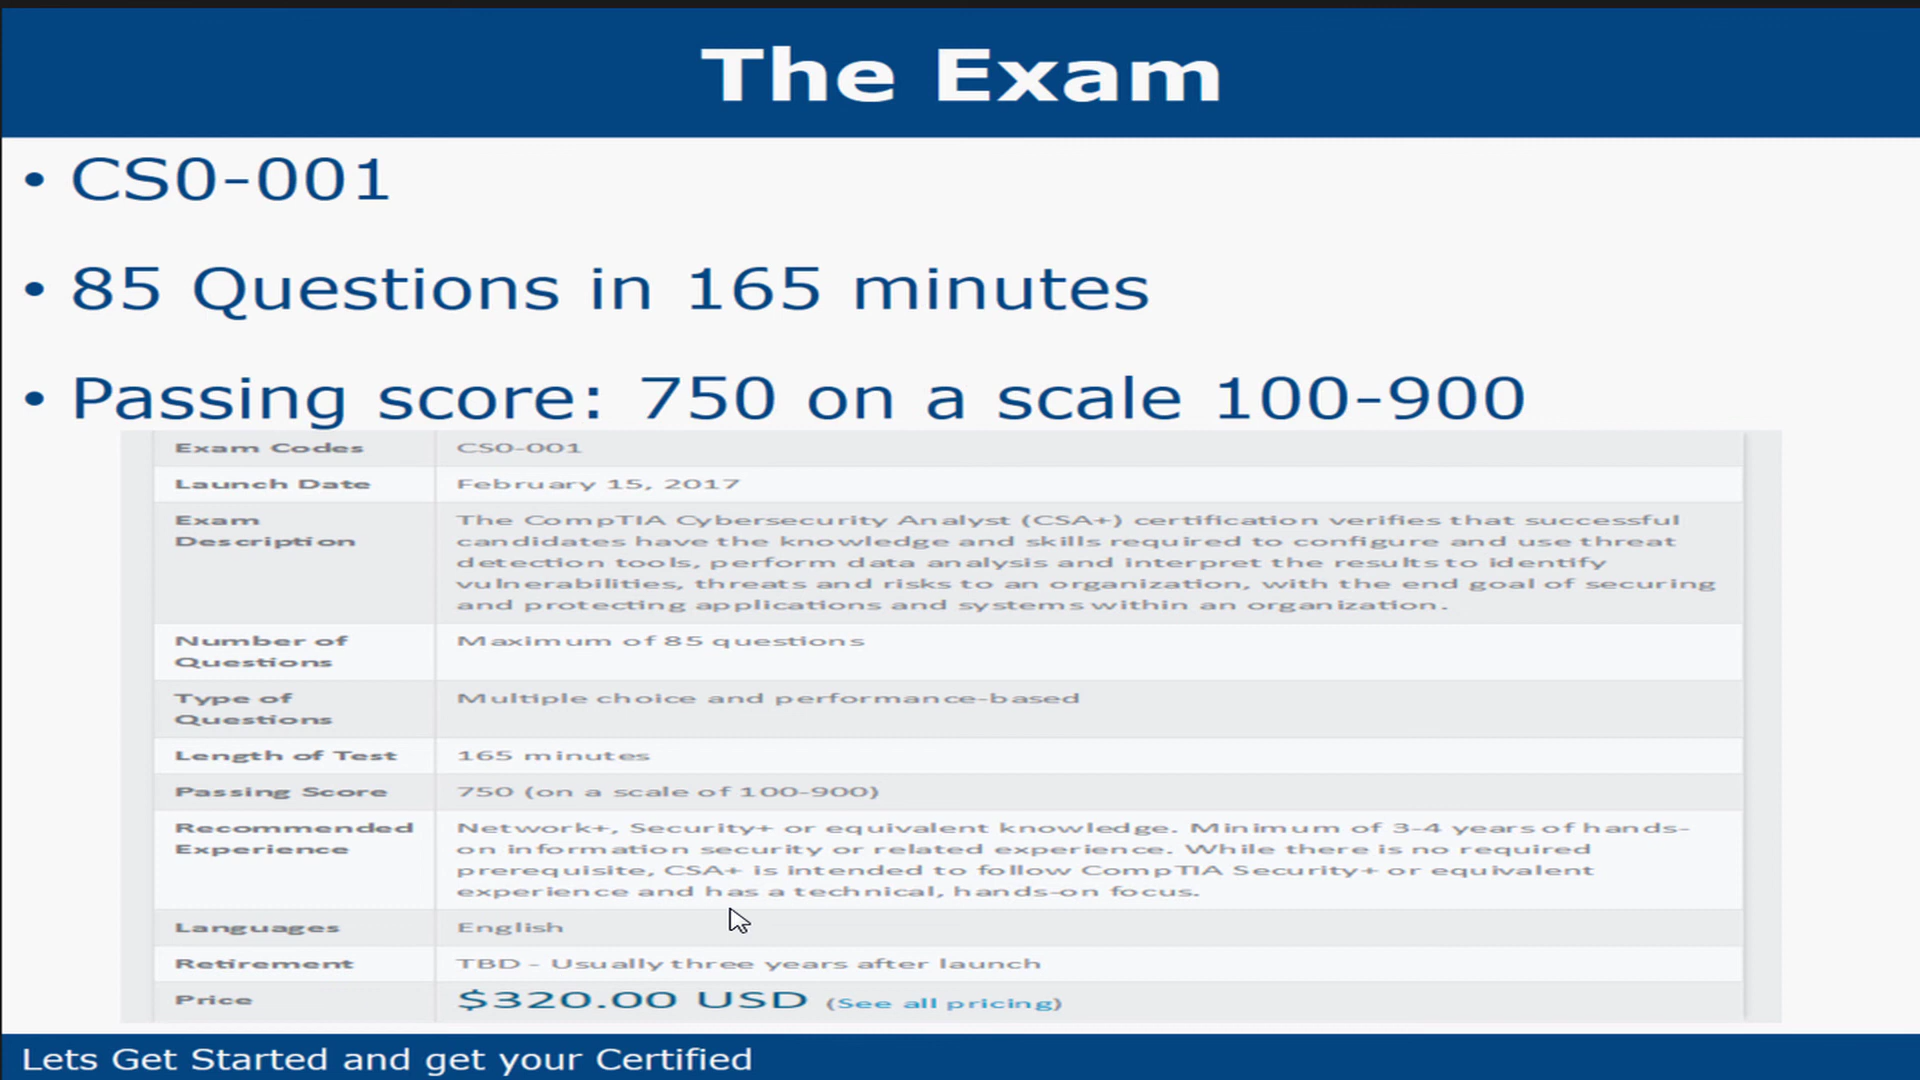 The Exam
• CS0-001
• 85 Questions in 165 minutes
• Passing score: 750 on a scale 100-900
Exam Codes CS0-001
Launch Date February 15, 2017
Exam Description
The CompTIA Cybersecurity Analyst (CSA+) certification verifies that successful
candidates have the knowledge and skills required to configure and use threat
detection tools, perform data analysis and interpret the results to identify
vulnerabilities, threats and risks to an organization, with the end goal of securing
and protecting applications and systems within an organization.
Number of
Questions
Maximum of 85 questions
Type of
Questions
Multiple choice and performance-based
Length of Test 165 minutes
Passing Score 750 (on a scale of 100-900)
Recommended
Experience
Network+, Security+ or equivalent knowledge. Minimum of 3-4 years of hands-
on information security or related experience. While there is no required
prerequisite, CSA+ is intended to follow CompTIA Security+ or equivalent
experience and has a technical, hands-on focus.
Languages English
Retirement TBD - Usually three years after launch
Price $320.00 USD (See all pricing)
Lets Get Started and get your Certified